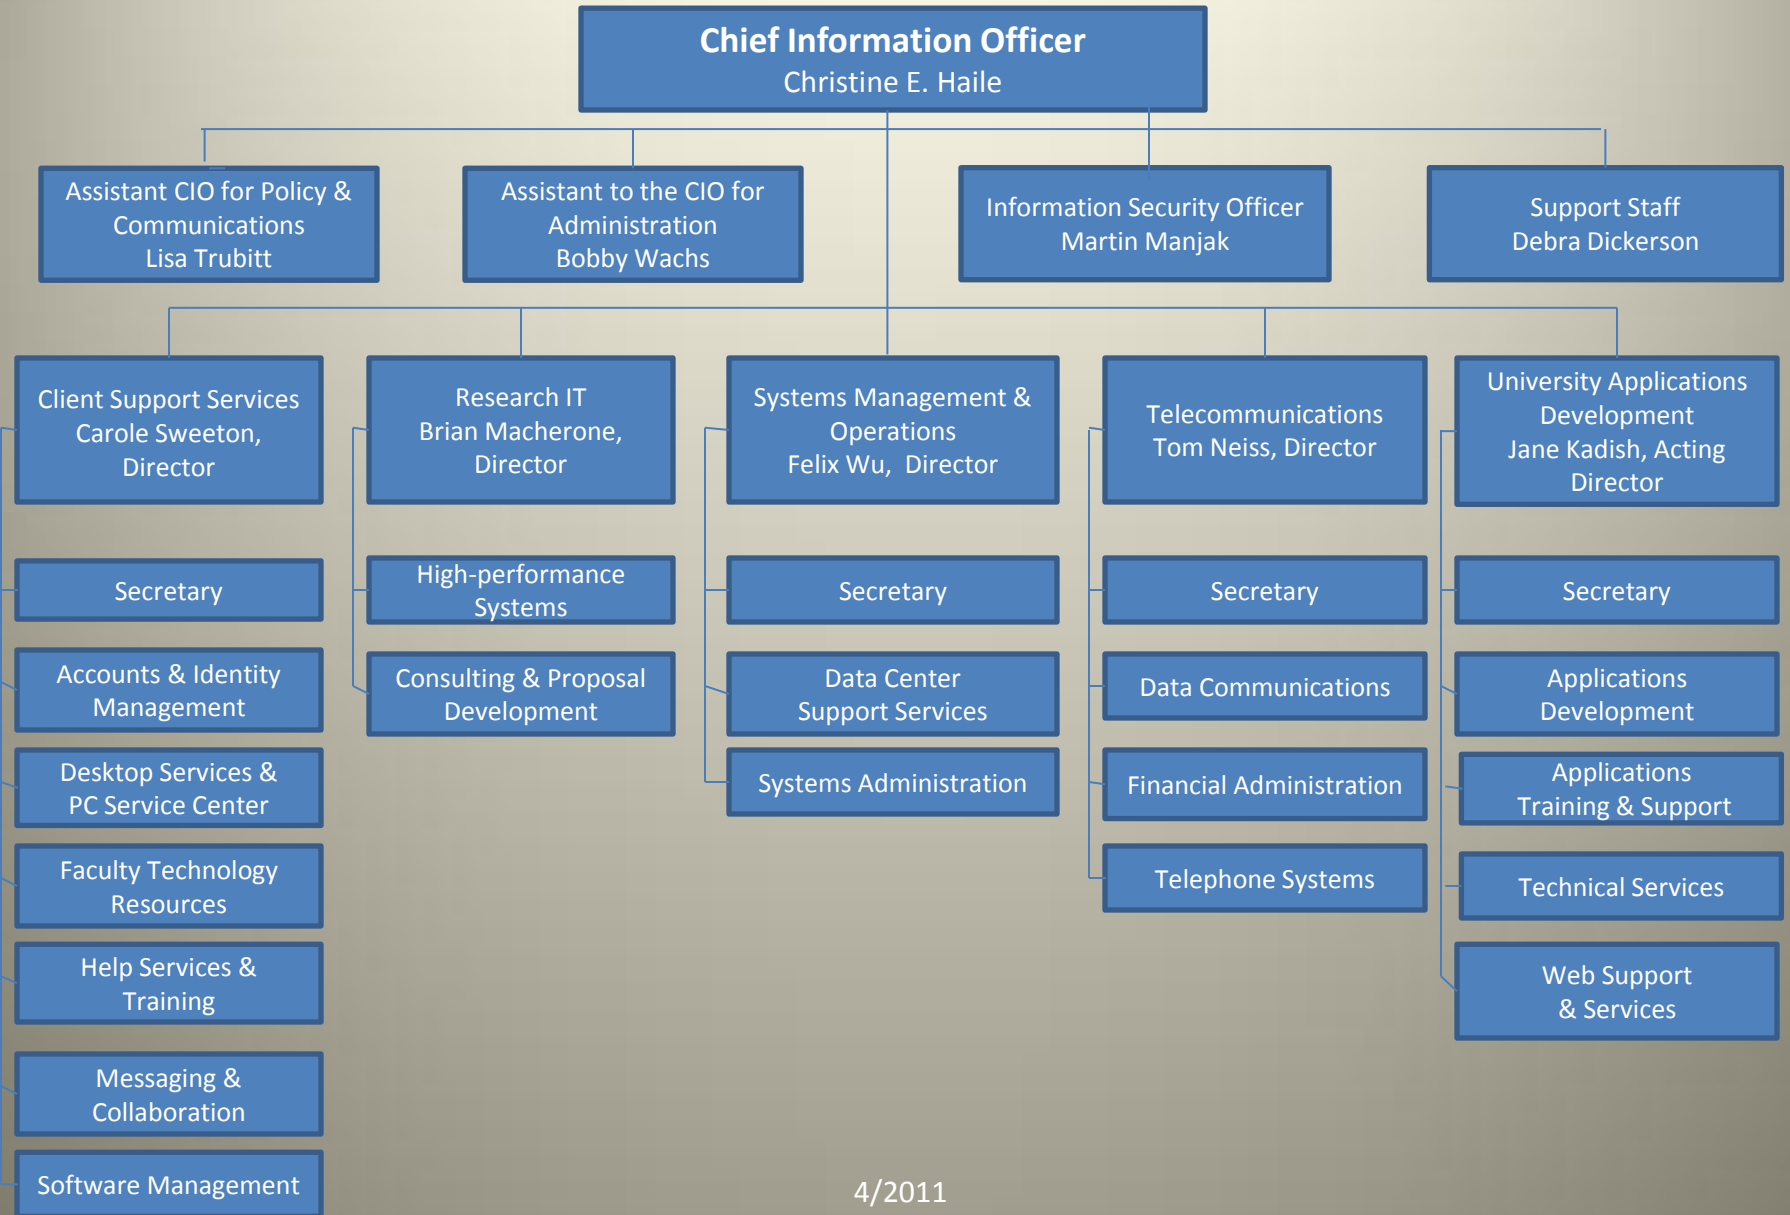 Chief Information Officer
Christine E. Haile
Assistant CIO for Policy &
Communications
Lisa Trubitt
Assistant to the CIO for
Administration
Bobby Wachs
Information Security Officer
Martin Manjak
Support Staff
Debra Dickerson
Client Support Services
Carole Sweeton,
Director
Research IT
Brian Macherone,
Director
Systems Management &
Operations
Felix Wu,  Director
Telecommunications
Tom Neiss, Director
University Applications
Development
Jane Kadish, Acting
Director
Secretary
Accounts & Identity
Management
Desktop Services &
PC Service Center
Faculty Technology
Resources
Help Services &
Training
Messaging &
Collaboration
Software Management
High-performance
Systems
Consulting & Proposal
Development
Secretary
Data Center
Support Services
Systems Administration
Secretary
Data Communications
Financial Administration
Telephone Systems
Secretary
Applications
Development
Applications
Training & Support
Technical Services
Web Support
& Services
4/2011